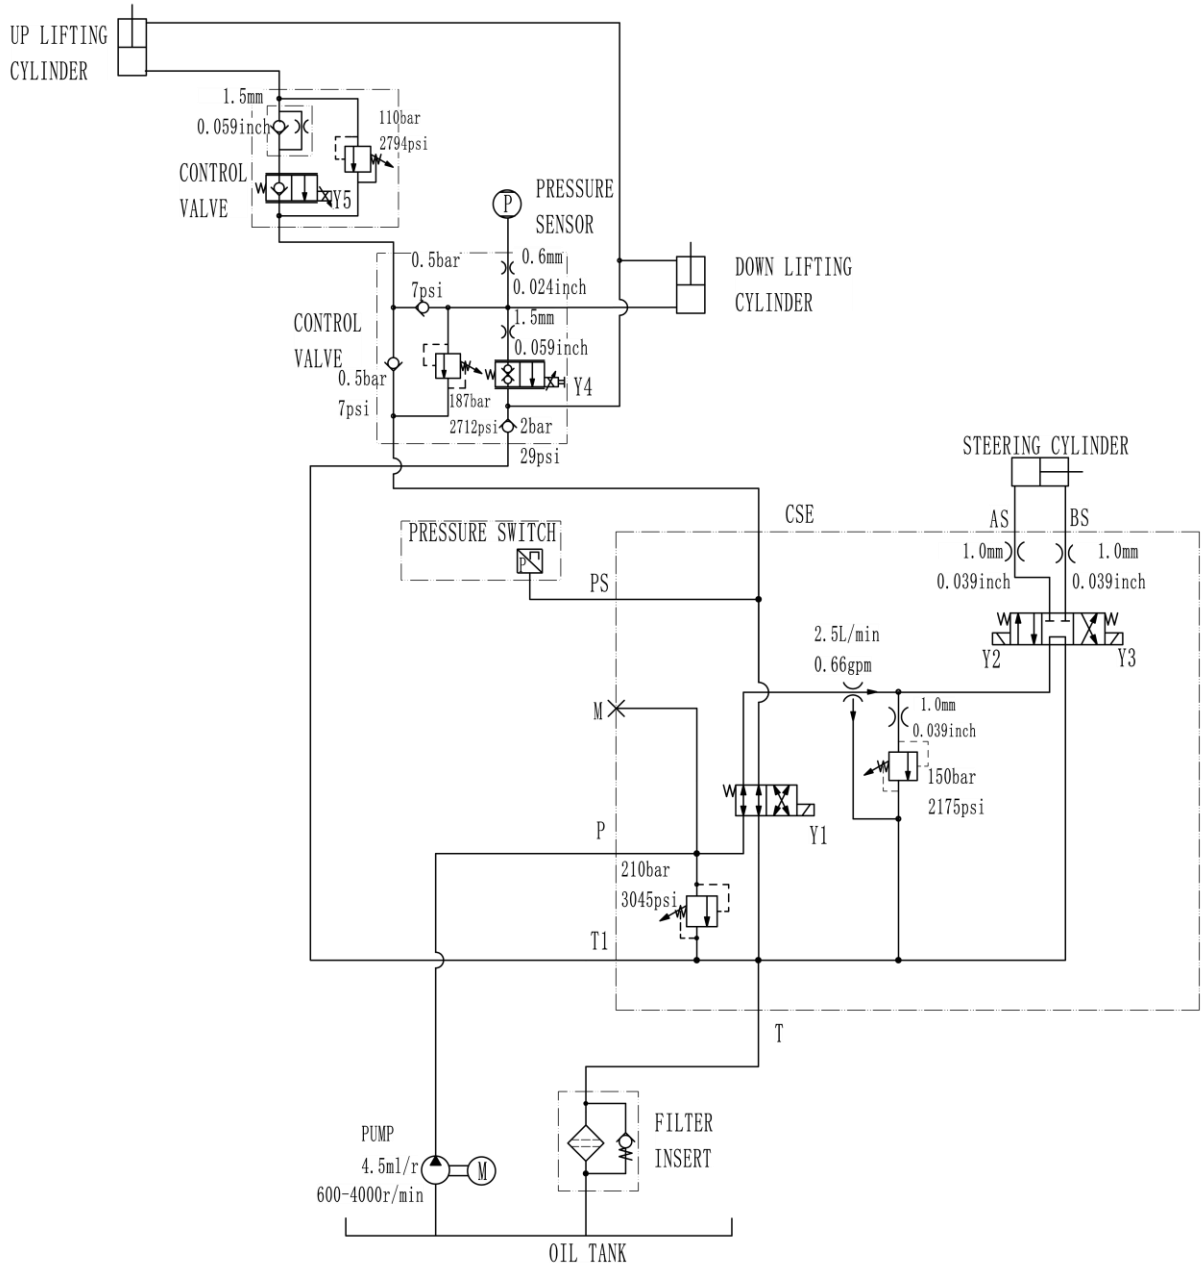 UP LIFTING
CYLINDER
1.5mm
0.059inch
110bar
2794psi
CONTROL
VALVE
Y5
PRESSURE
SENSOR
P
0.5bar
7psi
0.6mm
0.024inch
DOWN LIFTING
CYLINDER
CONTROL
VALVE
1.5mm
0.059inch
0.5bar
7psi
Y4
187bar
2712psi
2bar
29psi
STEERING CYLINDER
CSE
AS
BS
PRESSURE SWITCH
P
1.0mm
0.039inch
1.0mm
0.039inch
PS
2.5L/min
0.66gpm
Y2
Y3
M
1.0mm
0.039inch
150bar
2175psi
P
Y1
210bar
3045psi
T1
T
FILTER
INSERT
PUMP
4.5ml/r
600-4000r/min
M
OIL TANK